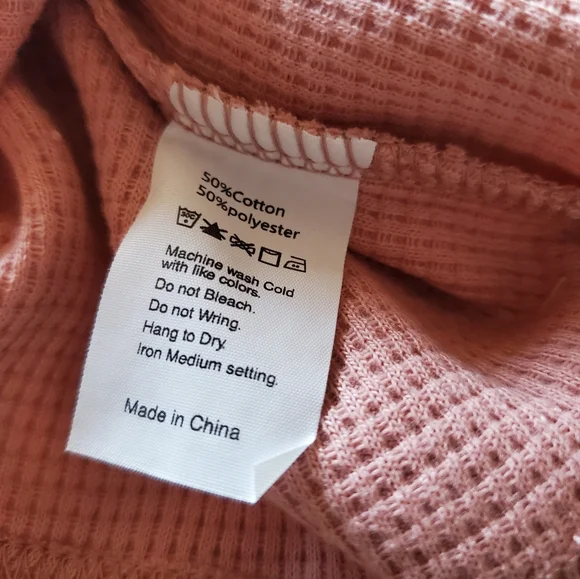 50%Cotton
50%polyester
Machine wash Cold
with like colors.
Do not Bleach.
Do not Wring.
Hang to Dry.
Iron Medium setting.
Made in China